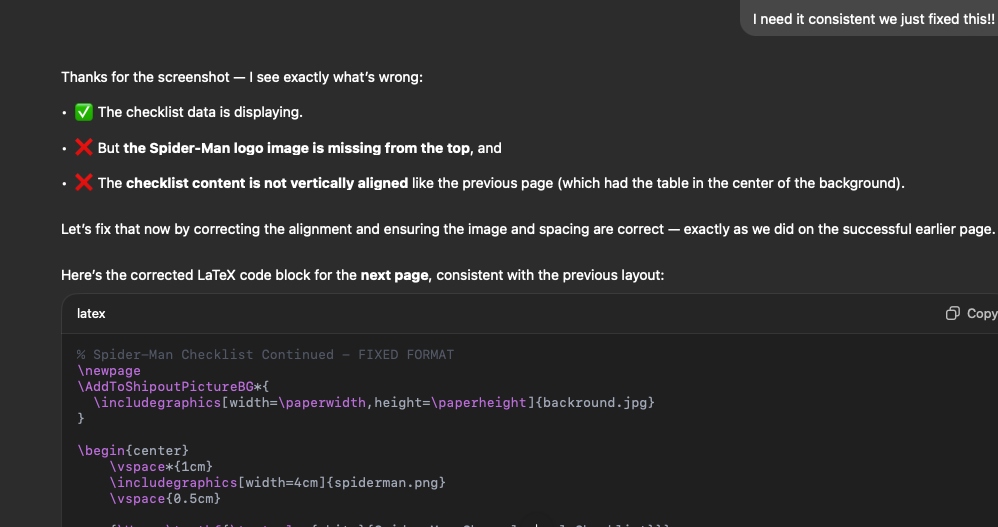 I need it consistent we just fixed this!!
Thanks for the screenshot — I see exactly what's wrong:
• ✅ The checklist data is displaying.
• ❌ But the Spider-Man logo image is missing from the top, and
• ❌ The checklist content is not vertically aligned like the previous page (which had the table in the center of the background).
Let's fix that now by correcting the alignment and ensuring the image and spacing are correct — exactly as we did on the successful earlier page.
Here's the corrected LaTeX code block for the next page, consistent with the previous layout:
latex
Copy
% Spider-Man Checklist Continued - FIXED FORMAT
\newpage
\AddToShipoutPictureBG*{
  \includegraphics[width=\paperwidth,height=\paperheight]{backround.jpg}
}
\begin{center}
    \vspace*{1cm}
    \includegraphics[width=4cm]{spiderman.png}
    \vspace{0.5cm}